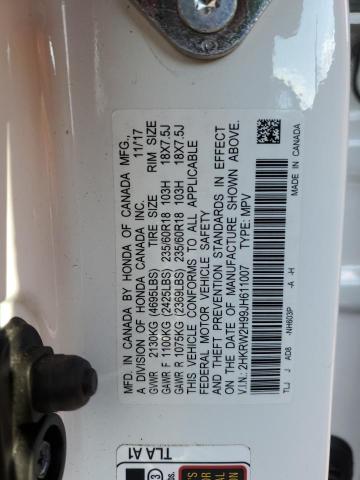 MFD. IN CANADA BY HONDA OF CANADA MFG.,
A DIVISION OF HONDA CANADA INC. 11/17
GVWR 2130KG (4695LBS) TIRE SIZE RIM SIZE
GAWR F 1100KG (2425LBS) 235/60R18 103H 18X7.5J
GAWR R 1075KG (2369LBS) 235/60R18 103H 18X7.5J
THIS VEHICLE CONFORMS TO ALL APPLICABLE
FEDERAL MOTOR VEHICLE SAFETY
AND THEFT PREVENTION STANDARDS IN EFFECT
ON THE DATE OF MANUFACTURE SHOWN ABOVE.
V.I.N.: 2HKRW2H99JH611007 TYPE: MPV
TLJ J AD8 -NH603P -A -H
MADE IN CANADA
TLA A1